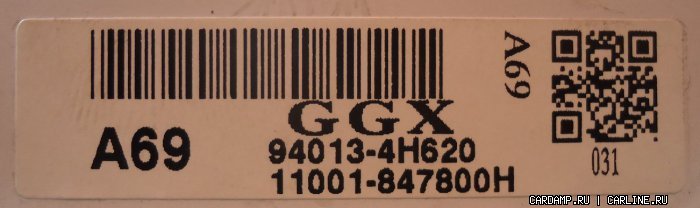 A69
GGX
A69
94013-4H620
11001-847800H
031
CARDAMP.RU | CARLINE.RU